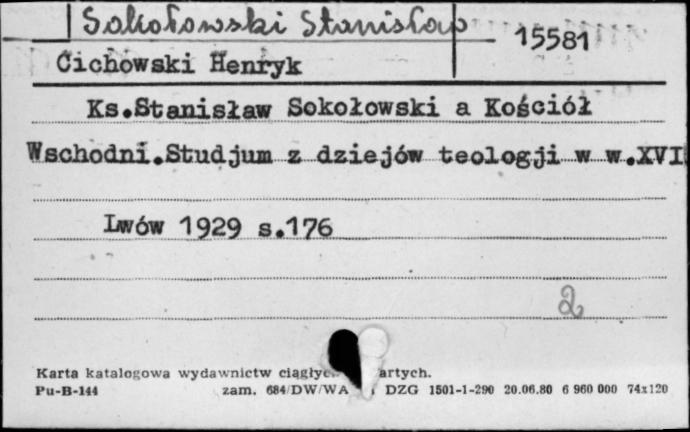 Sokołowski Stanisław
15581
Cichowski Henryk
Ks.Stanisław Sokołowski a Kościół
Wschodni.Studjum z dziejów teologji w w.XVI
Lwów 1929 s.176
2
Karta katalogowa wydawnictw ciągłyc artych.
Pu-B-144 zam. 684/DW/WA DZG 1501-1-290 20.06.80 6 960 000 74x120